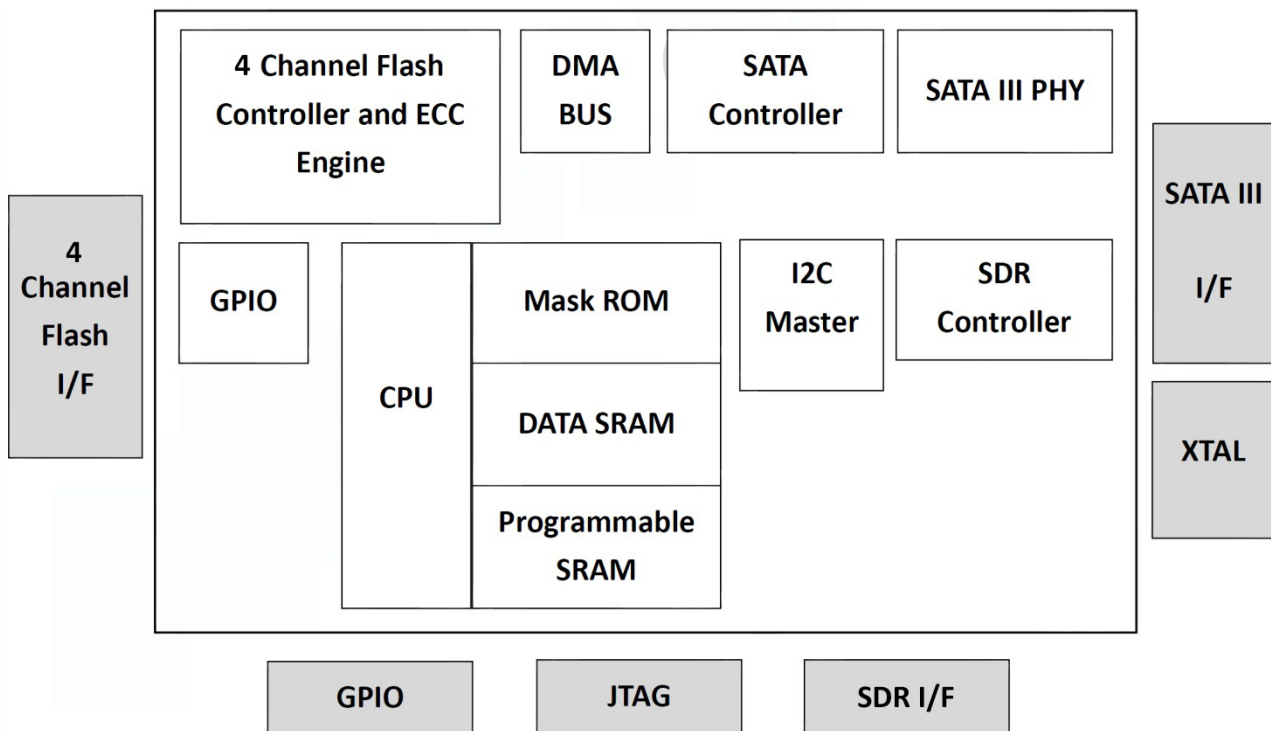 4 Channel Flash
Controller and ECC
Engine
DMA
BUS
SATA
Controller
SATA III PHY
4
Channel
Flash
I/F
GPIO
CPU
Mask ROM
DATA SRAM
Programmable
SRAM
I2C
Master
SDR
Controller
SATA III
I/F
XTAL
GPIO
JTAG
SDR I/F